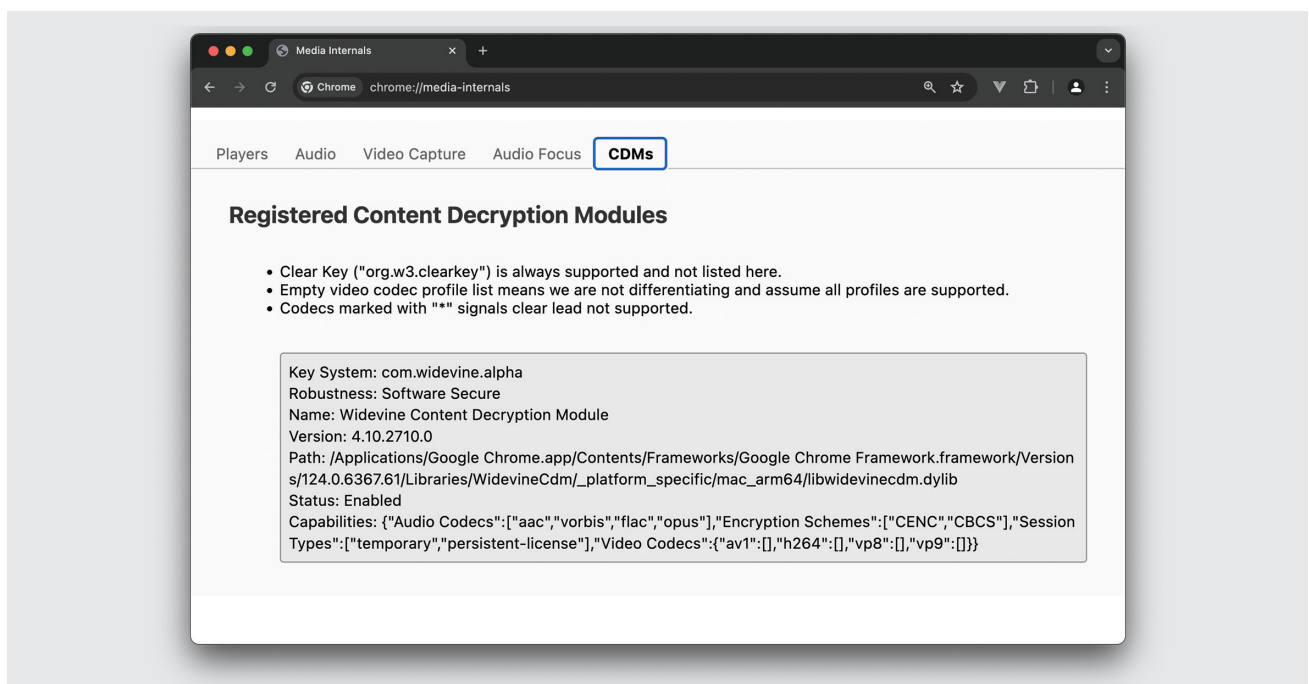 Media Internals
Chrome chrome://media-internals
Players Audio Video Capture Audio Focus CDMs
Registered Content Decryption Modules
• Clear Key ("org.w3.clearkey") is always supported and not listed here.
• Empty video codec profile list means we are not differentiating and assume all profiles are supported.
• Codecs marked with "*" signals clear lead not supported.
Key System: com.widevine.alpha
Robustness: Software Secure
Name: Widevine Content Decryption Module
Version: 4.10.2710.0
Path: /Applications/Google Chrome.app/Contents/Frameworks/Google Chrome Framework.framework/Version
s/124.0.6367.61/Libraries/WidevineCdm/_platform_specific/mac_arm64/libwidevinecdm.dylib
Status: Enabled
Capabilities: {"Audio Codecs":["aac","vorbis","flac","opus"],"Encryption Schemes":["CENC","CBCS"],"Session
Types":["temporary","persistent-license"],"Video Codecs":{"av1":[],"h264":[],"vp8":[],"vp9":[]}}